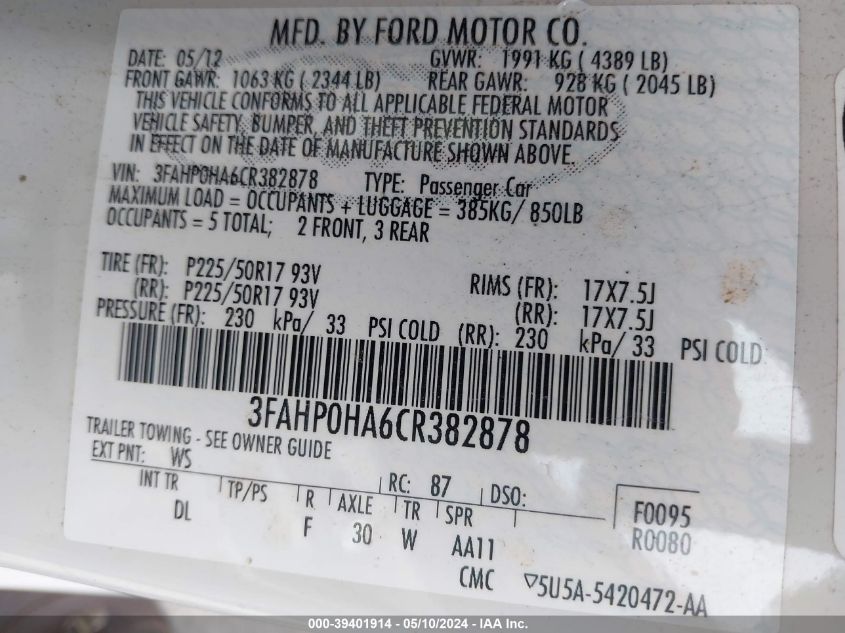 MFD. BY FORD MOTOR CO.
DATE: 05/12 GVWR: 1991 KG ( 4389 LB)
FRONT GAWR: 1063 KG ( 2344 LB) REAR GAWR: 928 KG ( 2045 LB)
THIS VEHICLE CONFORMS TO ALL APPLICABLE FEDERAL MOTOR
VEHICLE SAFETY, BUMPER, AND THEFT PREVENTION STANDARDS
IN EFFECT ON THE DATE OF MANUFACTURE SHOWN ABOVE.
VIN: 3FAHP0HA6CR382878 TYPE: Passenger Car
MAXIMUM LOAD = OCCUPANTS + LUGGAGE = 385KG/ 850LB
OCCUPANTS = 5 TOTAL; 2 FRONT, 3 REAR
TIRE (FR): P225/50R17 93V RIMS (FR): 17X7.5J
(RR): P225/50R17 93V (RR): 17X7.5J
PRESSURE (FR): 230 kPa/ 33 PSI COLD (RR): 230 kPa/ 33 PSI COLD
3FAHP0HA6CR382878
TRAILER TOWING - SEE OWNER GUIDE
EXT PNT: WS RC: 87 DSO:
INT TR TP/PS R AXLE TR SPR F0095
DL F 30 W AA11 R0080
CMC ▽5U5A-5420472-AA
000-39401914 - 05/10/2024 - IAA Inc.